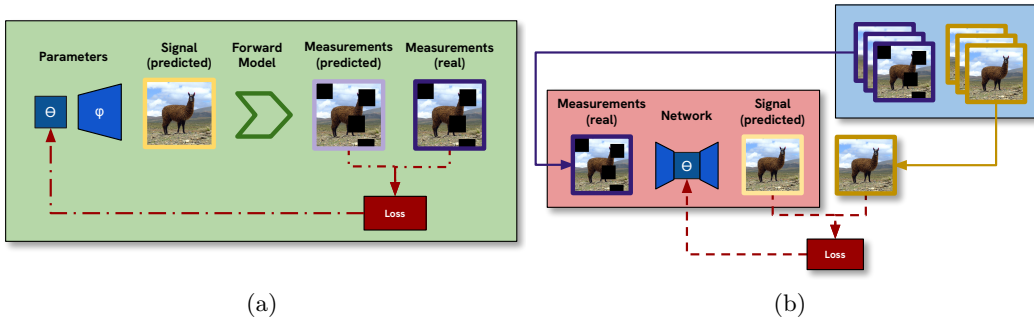 Parameters
Signal
(predicted)
Forward
Model
Measurements
(predicted)
Measurements
(real)
Θ
φ
Loss
(a)
Measurements
(real)
Network
Signal
(predicted)
Θ
Loss
(b)